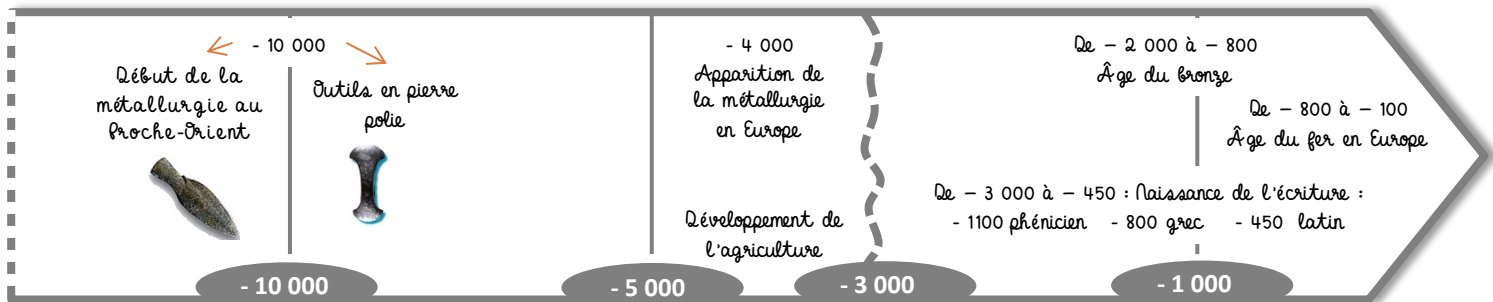 - 10 000
Début de la
métallurgie au
Proche-Orient
Outils en pierre
polie
- 4 000
Apparition de
la métallurgie
en Europe
Développement de
l'agriculture
De – 2 000 à – 800
Âge du bronze
De – 800 à – 100
Âge du fer en Europe
De – 3 000 à – 450 : Naissance de l'écriture :
- 1100 phénicien - 800 grec - 450 latin
- 10 000
- 5 000
- 3 000
- 1 000